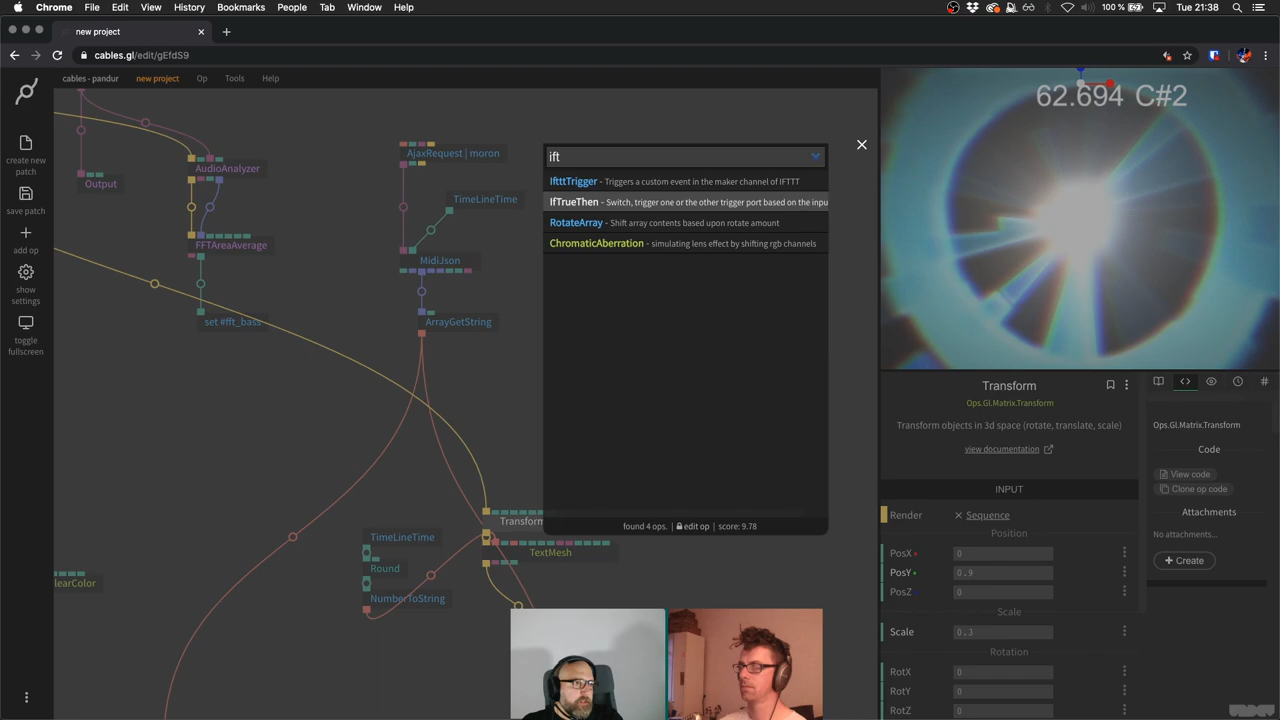 Chrome File Edit View History Bookmarks People Tab Window Help 100 % Tue 21:38
new project
cables.gl/edit/gEfdS9
cables - pandur new project Op Tools Help
create new patch
save patch
add op
show settings
toggle fullscreen
Output
AudioAnalyzer
FFTAreaAverage
set #fft_bass
AjaxRequest | moron
TimeLineTime
MidiJson
ArrayGetString
TimeLineTime
Round
NumberToString
Transform
TextMesh
learColor
ift
IftttTrigger - Triggers a custom event in the maker channel of IFTTT
IfTrueThen - Switch, trigger one or the other trigger port based on the input
RotateArray - Shift array contents based upon rotate amount
ChromaticAberration - simulating lens effect by shifting rgb channels
found 4 ops. | edit op | score: 9.78
62.694 C#2
Transform
Ops.Gl.Matrix.Transform
Transform objects in 3d space (rotate, translate, scale)
view documentation
INPUT
Render Sequence
Position
PosX 0
PosY 0.9
PosZ 0
Scale
Scale 0.3
Rotation
RotX 0
RotY 0
RotZ 0
Ops.Gl.Matrix.Transform
Code
View code
Clone op code
Attachments
No attachments...
+ Create